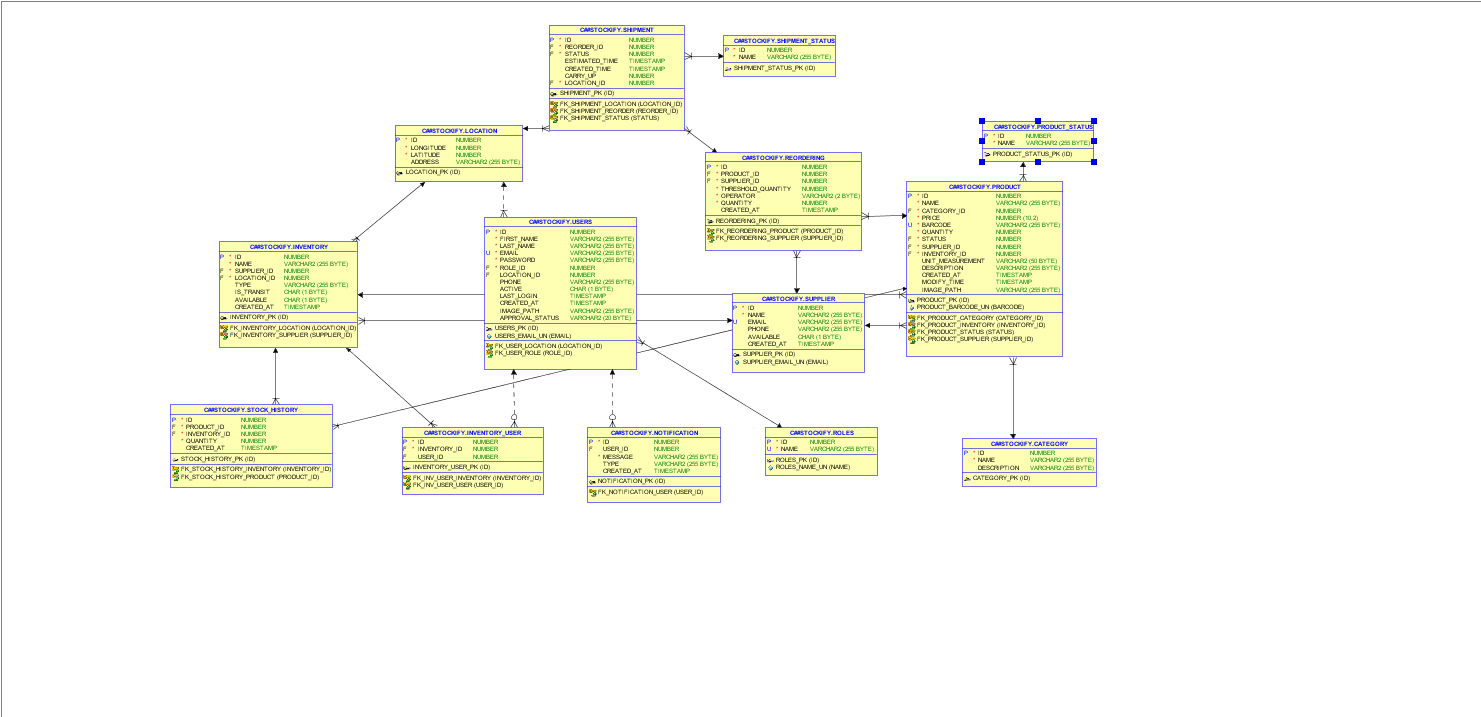 C##STOCKIFY.SHIPMENT
P * ID NUMBER
F * REORDER_ID NUMBER
F * STATUS NUMBER
ESTIMATED_TIME TIMESTAMP
CREATED_TIME TIMESTAMP
CARRY_UP NUMBER
F * LOCATION_ID NUMBER
SHIPMENT_PK (ID)
FK_SHIPMENT_LOCATION (LOCATION_ID)
FK_SHIPMENT_REORDER (REORDER_ID)
FK_SHIPMENT_STATUS (STATUS)
C##STOCKIFY.SHIPMENT_STATUS
P * ID NUMBER
* NAME VARCHAR2 (255 BYTE)
SHIPMENT_STATUS_PK (ID)
C##STOCKIFY.LOCATION
P * ID NUMBER
* LONGITUDE NUMBER
* LATITUDE NUMBER
ADDRESS VARCHAR2 (255 BYTE)
LOCATION_PK (ID)
C##STOCKIFY.PRODUCT_STATUS
P * ID NUMBER
* NAME VARCHAR2 (255 BYTE)
PRODUCT_STATUS_PK (ID)
C##STOCKIFY.REORDERING
P * ID NUMBER
F * PRODUCT_ID NUMBER
F * SUPPLIER_ID NUMBER
* THRESHOLD_QUANTITY NUMBER
* OPERATOR VARCHAR2 (2 BYTE)
* QUANTITY NUMBER
CREATED_AT TIMESTAMP
REORDERING_PK (ID)
FK_REORDERING_PRODUCT (PRODUCT_ID)
FK_REORDERING_SUPPLIER (SUPPLIER_ID)
C##STOCKIFY.PRODUCT
P * ID NUMBER
* NAME VARCHAR2 (255 BYTE)
F * CATEGORY_ID NUMBER
* PRICE NUMBER (10,2)
U * BARCODE VARCHAR2 (255 BYTE)
* QUANTITY NUMBER
F * STATUS NUMBER
F * SUPPLIER_ID NUMBER
F * INVENTORY_ID NUMBER
UNIT_MEASUREMENT VARCHAR2 (50 BYTE)
DESCRIPTION VARCHAR2 (255 BYTE)
CREATED_AT TIMESTAMP
MODIFY_TIME TIMESTAMP
IMAGE_PATH VARCHAR2 (255 BYTE)
PRODUCT_PK (ID)
PRODUCT_BARCODE_UN (BARCODE)
FK_PRODUCT_CATEGORY (CATEGORY_ID)
FK_PRODUCT_INVENTORY (INVENTORY_ID)
FK_PRODUCT_STATUS (STATUS)
FK_PRODUCT_SUPPLIER (SUPPLIER_ID)
C##STOCKIFY.USERS
P * ID NUMBER
* FIRST_NAME VARCHAR2 (255 BYTE)
* LAST_NAME VARCHAR2 (255 BYTE)
U * EMAIL VARCHAR2 (255 BYTE)
* PASSWORD VARCHAR2 (255 BYTE)
F * ROLE_ID NUMBER
F LOCATION_ID NUMBER
PHONE VARCHAR2 (255 BYTE)
ACTIVE CHAR (1 BYTE)
LAST_LOGIN TIMESTAMP
CREATED_AT TIMESTAMP
IMAGE_PATH VARCHAR2 (255 BYTE)
APPROVAL_STATUS VARCHAR2 (20 BYTE)
USERS_PK (ID)
USERS_EMAIL_UN (EMAIL)
FK_USER_LOCATION (LOCATION_ID)
FK_USER_ROLE (ROLE_ID)
C##STOCKIFY.INVENTORY
P * ID NUMBER
* NAME VARCHAR2 (255 BYTE)
F * SUPPLIER_ID NUMBER
F * LOCATION_ID NUMBER
TYPE VARCHAR2 (255 BYTE)
IS_TRANSIT CHAR (1 BYTE)
AVAILABLE CHAR (1 BYTE)
CREATED_AT TIMESTAMP
INVENTORY_PK (ID)
FK_INVENTORY_LOCATION (LOCATION_ID)
FK_INVENTORY_SUPPLIER (SUPPLIER_ID)
C##STOCKIFY.SUPPLIER
P * ID NUMBER
* NAME VARCHAR2 (255 BYTE)
U EMAIL VARCHAR2 (255 BYTE)
PHONE VARCHAR2 (255 BYTE)
AVAILABLE CHAR (1 BYTE)
CREATED_AT TIMESTAMP
SUPPLIER_PK (ID)
SUPPLIER_EMAIL_UN (EMAIL)
C##STOCKIFY.STOCK_HISTORY
P * ID NUMBER
F * PRODUCT_ID NUMBER
F * INVENTORY_ID NUMBER
* QUANTITY NUMBER
CREATED_AT TIMESTAMP
STOCK_HISTORY_PK (ID)
FK_STOCK_HISTORY_INVENTORY (INVENTORY_ID)
FK_STOCK_HISTORY_PRODUCT (PRODUCT_ID)
C##STOCKIFY.INVENTORY_USER
P * ID NUMBER
F * INVENTORY_ID NUMBER
F USER_ID NUMBER
INVENTORY_USER_PK (ID)
FK_INV_USER_INVENTORY (INVENTORY_ID)
FK_INV_USER_USER (USER_ID)
C##STOCKIFY.NOTIFICATION
P * ID NUMBER
F USER_ID NUMBER
* MESSAGE VARCHAR2 (255 BYTE)
TYPE VARCHAR2 (255 BYTE)
CREATED_AT TIMESTAMP
NOTIFICATION_PK (ID)
FK_NOTIFICATION_USER (USER_ID)
C##STOCKIFY.ROLES
P * ID NUMBER
U * NAME VARCHAR2 (255 BYTE)
ROLES_PK (ID)
ROLES_NAME_UN (NAME)
C##STOCKIFY.CATEGORY
P * ID NUMBER
* NAME VARCHAR2 (255 BYTE)
DESCRIPTION VARCHAR2 (255 BYTE)
CATEGORY_PK (ID)